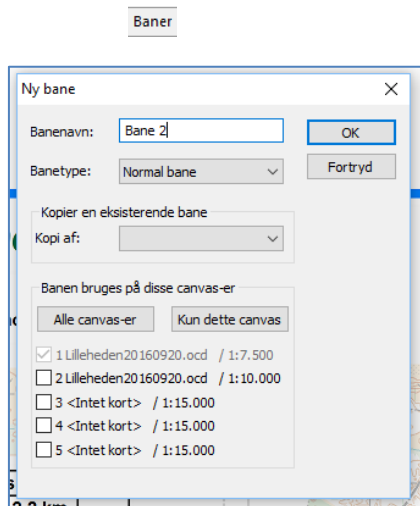 Baner
Ny bane
Banenavn: Bane 2 OK
Banetype: Normal bane Fortryd
Kopier en eksisterende bane
Kopi af:
Banen bruges på disse canvas-er
Alle canvas-er Kun dette canvas
1 Lilleheden20160920.ocd / 1:7.500
2 Lilleheden20160920.ocd / 1:10.000
3 <Intet kort> / 1:15.000
4 <Intet kort> / 1:15.000
5 <Intet kort> / 1:15.000